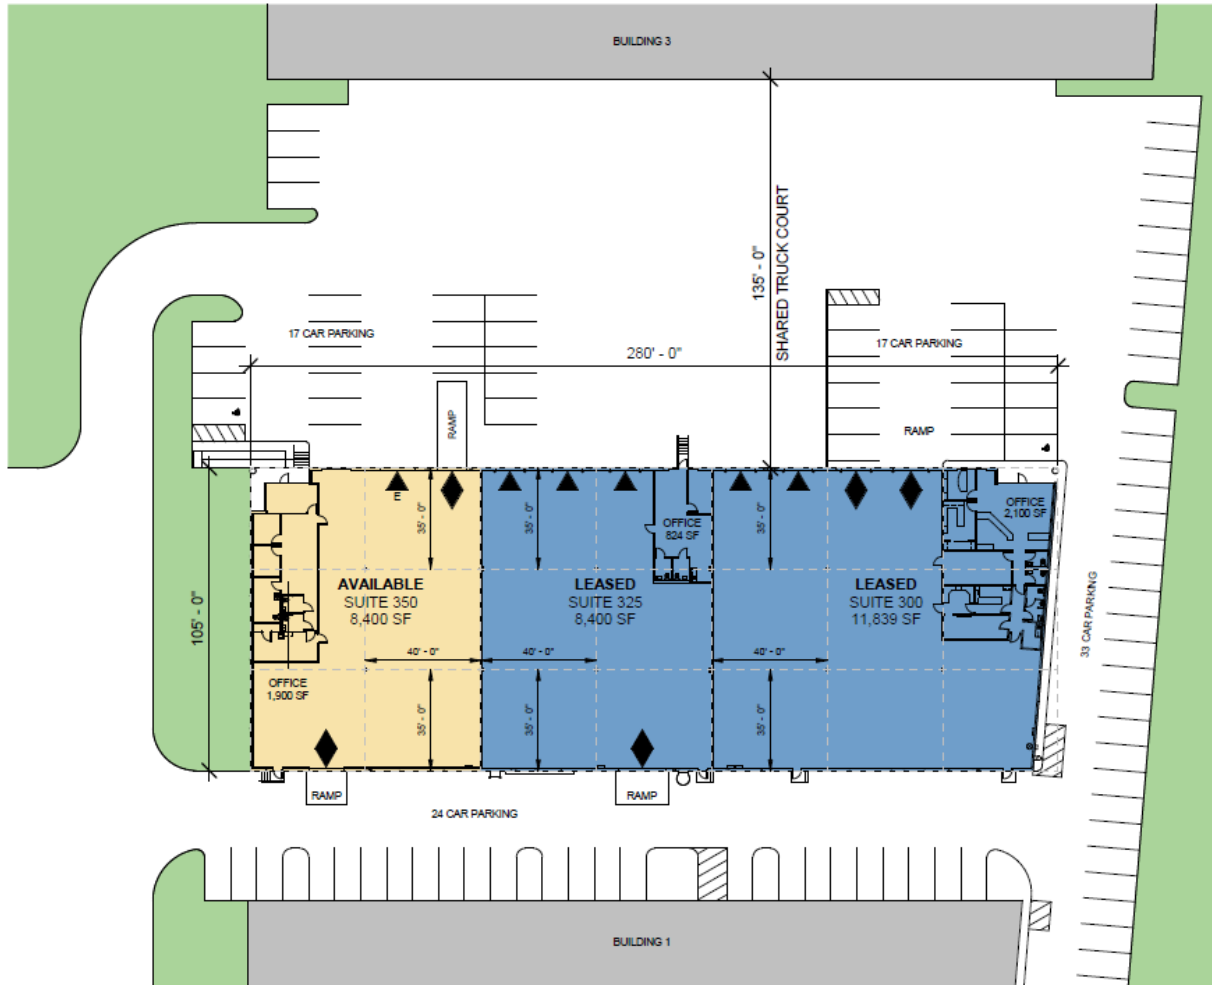 BUILDING 3
135' - 0"
SHARED TRUCK COURT
17 CAR PARKING
280' - 0"
17 CAR PARKING
RAMP
RAMP
E
35' - 0"
35' - 0"
35' - 0"
OFFICE
824 SF
OFFICE
2,100 SF
105' - 0"
AVAILABLE
SUITE 350
8,400 SF
LEASED
SUITE 325
8,400 SF
LEASED
SUITE 300
11,839 SF
33 CAR PARKING
40' - 0"
40' - 0"
40' - 0"
OFFICE
1,900 SF
35' - 0"
35' - 0"
35' - 0"
RAMP
RAMP
24 CAR PARKING
BUILDING 1